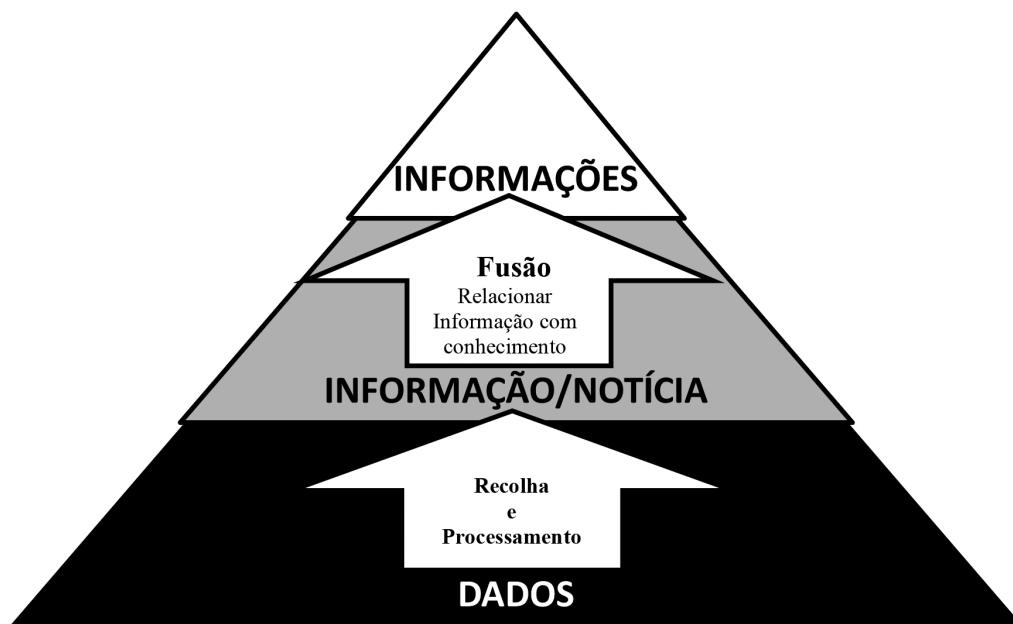 INFORMAÇÕES
Fusão
Relacionar
Informação com
conhecimento
INFORMAÇÃO/NOTÍCIA
Recolha
e
Processamento
DADOS